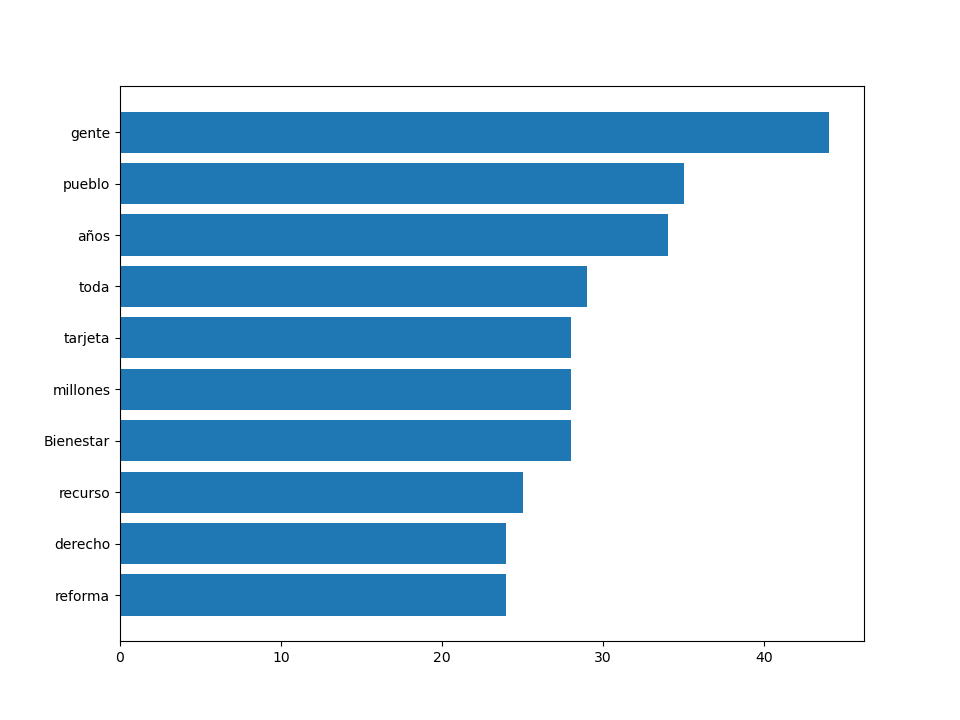 gente
pueblo
años
toda
tarjeta
millones
Bienestar
recurso
derecho
reforma
0 10 20 30 40